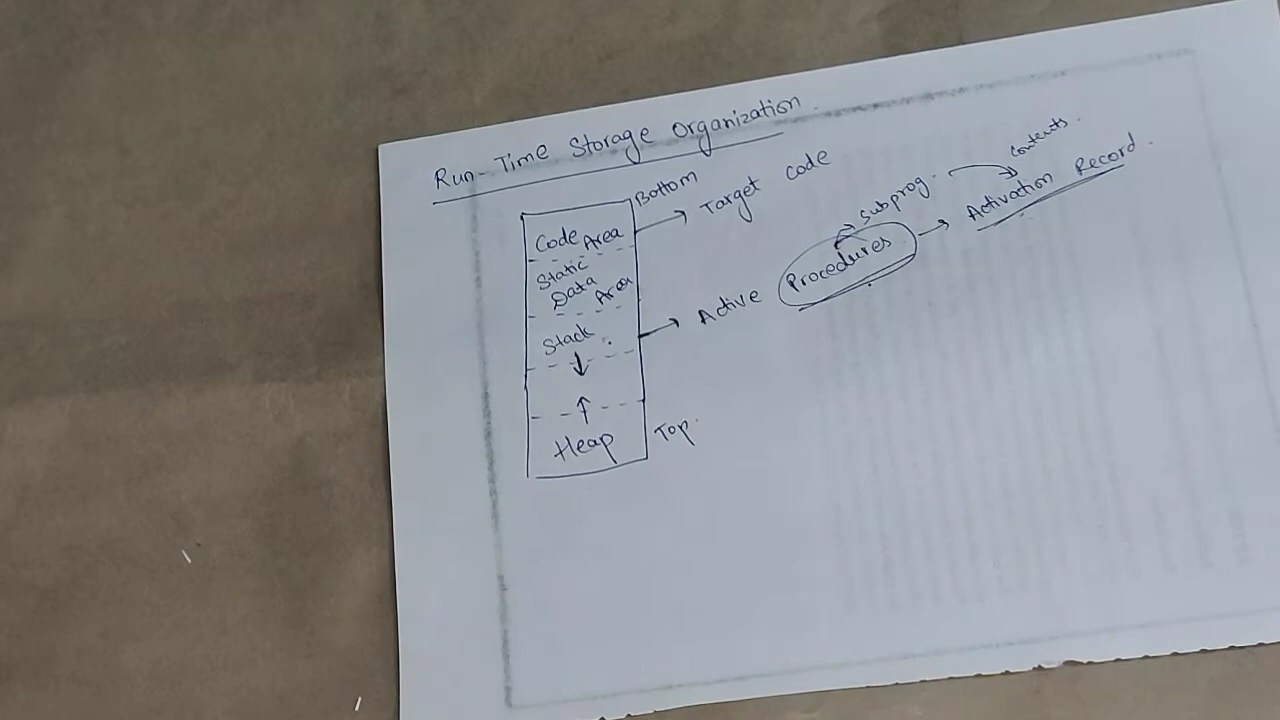 Run-Time Storage Organization.
Bottom
Code Area
Target code
Static
Data
Area
Stack
Active Procedures
subprog.
contents.
Activation Record.
Heap
Top